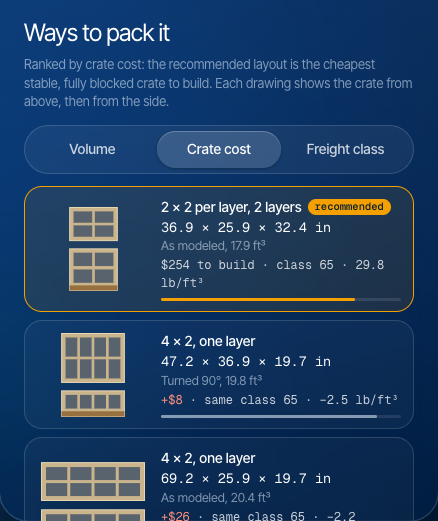 Ways to pack it
Ranked by crate cost: the recommended layout is the cheapest
stable, fully blocked crate to build. Each drawing shows the crate from
above, then from the side.
Volume Crate cost Freight class
2 × 2 per layer, 2 layers recommended
36.9 × 25.9 × 32.4 in
As modeled, 17.9 ft³
$254 to build · class 65 · 29.8
lb/ft³
4 × 2, one layer
47.2 × 36.9 × 19.7 in
Turned 90°, 19.8 ft³
+$8 · same class 65 · −2.5 lb/ft³
4 × 2, one layer
69.2 × 25.9 × 19.7 in
As modeled, 20.4 ft³
+$26 · same class 65 · −2.2